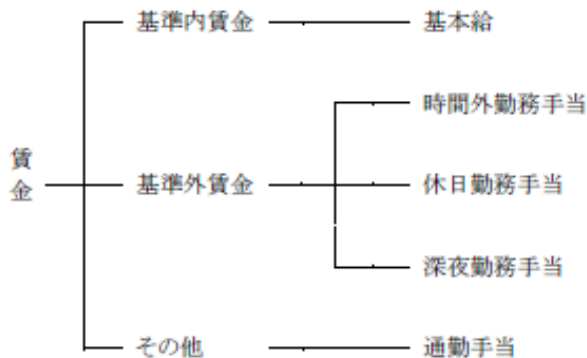 賃金
基準内賃金
基本給
基準外賃金
時間外勤務手当
休日勤務手当
深夜勤務手当
その他
通勤手当